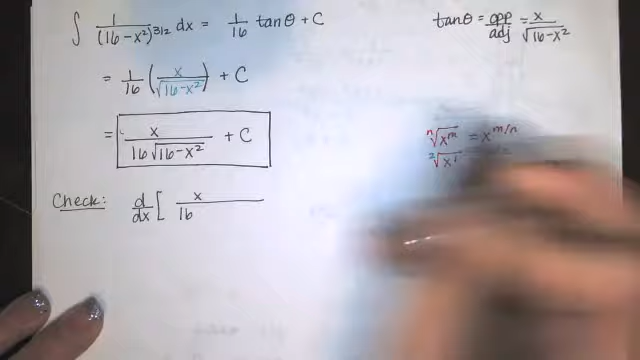 ∫ 1/(16-x²)^3/2 dx = 1/16 tanθ + C
tanθ = opp/adj = x/√(16-x²)
= 1/16 (x/√(16-x²)) + C
= x/(16√(16-x²)) + C
ⁿ√(x^m) = x^(m/n)
Check: d/dx [ x/16